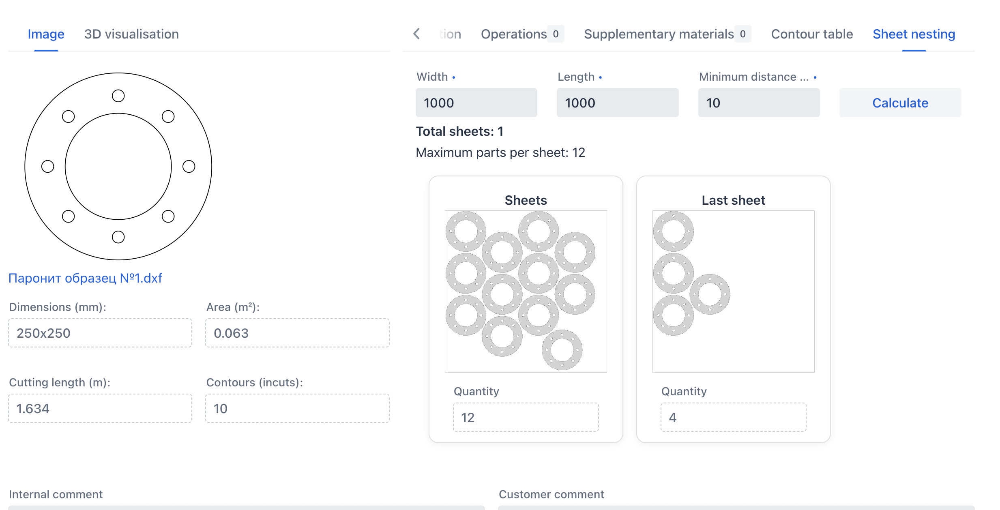 Image
3D visualisation
tion
Operations 0
Supplementary materials 0
Contour table
Sheet nesting
Width •
Length •
Minimum distance ... •
1000
1000
10
Calculate
Total sheets: 1
Maximum parts per sheet: 12
Sheets
Last sheet
Паронит образец №1.dxf
Dimensions (mm):
Area (m²):
250x250
0.063
Cutting length (m):
Contours (incuts):
1.634
10
Quantity
Quantity
12
4
Internal comment
Customer comment